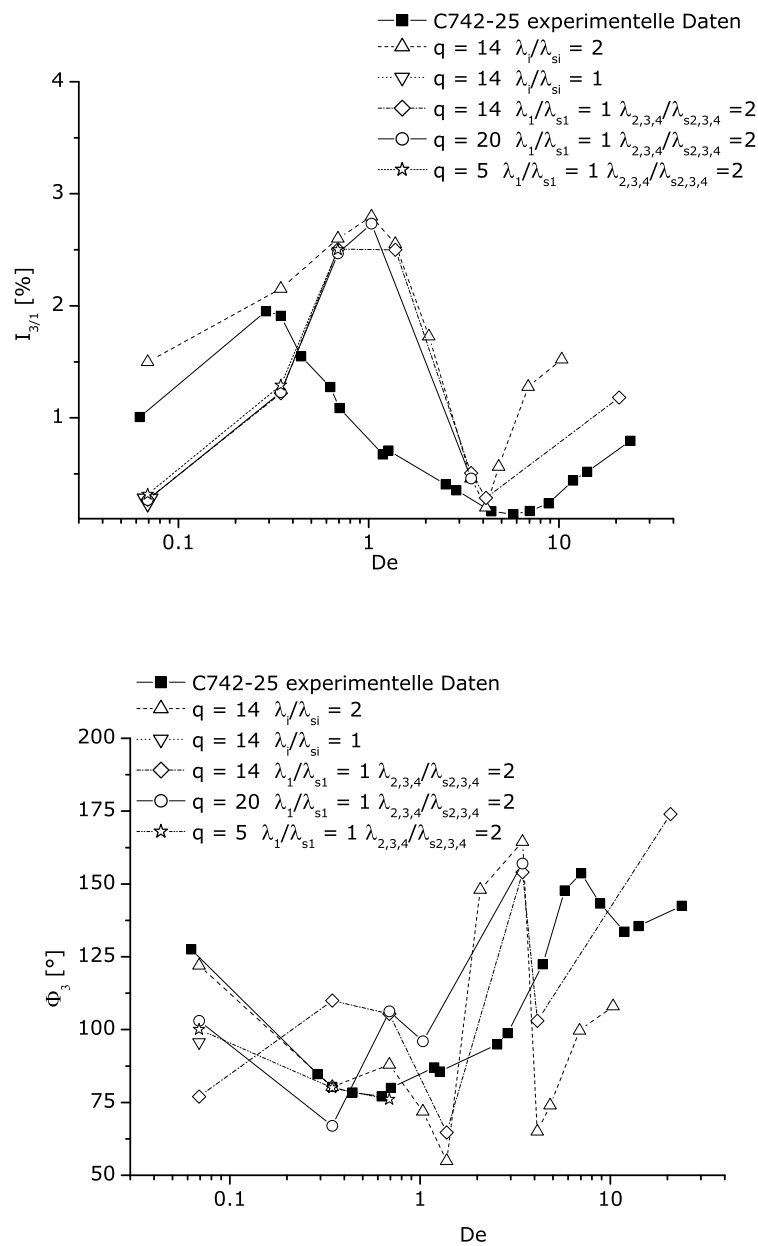 C742-25 experimentelle Daten
q = 14 λi/λsi = 2
q = 14 λi/λsi = 1
q = 14 λ1/λs1 = 1 λ2,3,4/λs2,3,4 =2
q = 20 λ1/λs1 = 1 λ2,3,4/λs2,3,4 =2
q = 5 λ1/λs1 = 1 λ2,3,4/λs2,3,4 =2
4
3
2
1
I3/1 [%]
0.1 1 10
De
C742-25 experimentelle Daten
q = 14 λi/λsi = 2
q = 14 λi/λsi = 1
q = 14 λ1/λs1 = 1 λ2,3,4/λs2,3,4 =2
q = 20 λ1/λs1 = 1 λ2,3,4/λs2,3,4 =2
q = 5 λ1/λs1 = 1 λ2,3,4/λs2,3,4 =2
200
175
150
125
100
75
50
Φ3 [°]
0.1 1 10
De